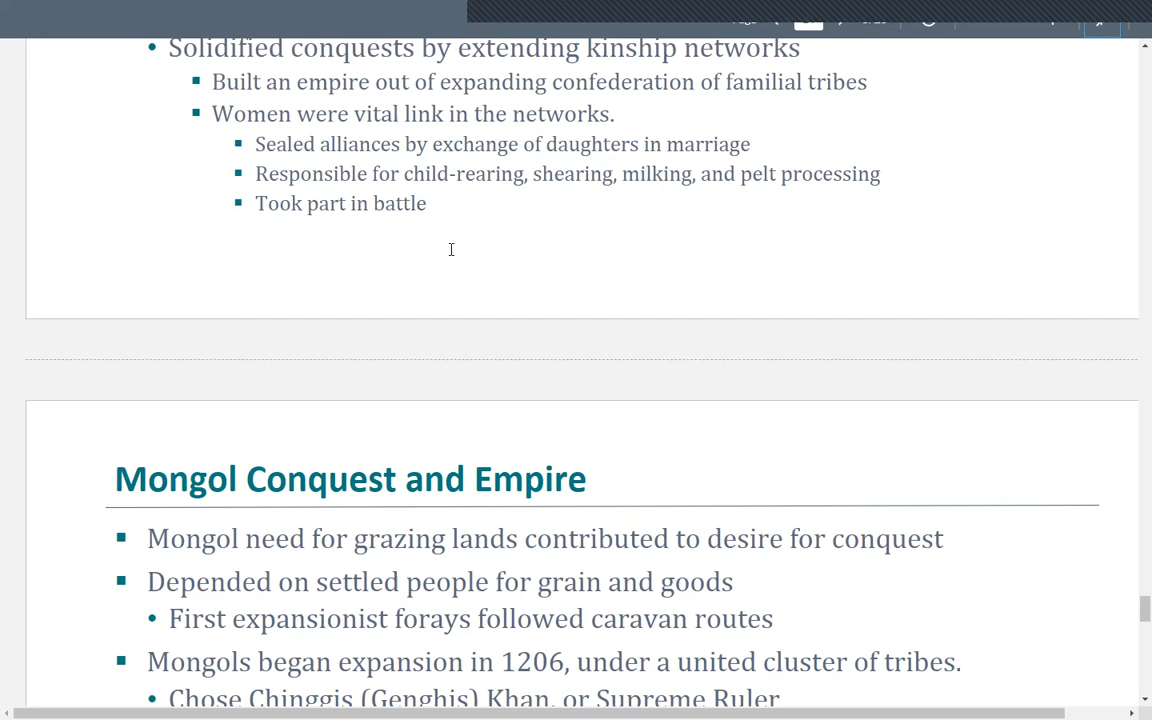 Solidified conquests by extending kinship networks
Built an empire out of expanding confederation of familial tribes
Women were vital link in the networks.
Sealed alliances by exchange of daughters in marriage
Responsible for child-rearing, shearing, milking, and pelt processing
Took part in battle
Mongol Conquest and Empire
Mongol need for grazing lands contributed to desire for conquest
Depended on settled people for grain and goods
First expansionist forays followed caravan routes
Mongols began expansion in 1206, under a united cluster of tribes.
Chose Chinggis (Genghis) Khan, or Supreme Ruler